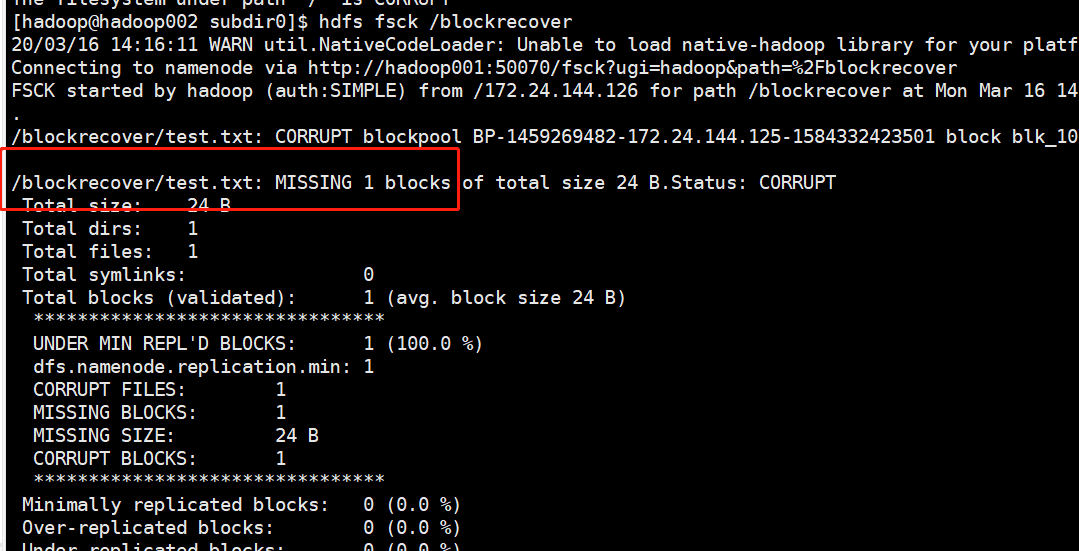 The filesystem under path '/' is CORRUPT
[hadoop@hadoop002 subdir0]$ hdfs fsck /blockrecover
20/03/16 14:16:11 WARN util.NativeCodeLoader: Unable to load native-hadoop library for your platf
Connecting to namenode via http://hadoop001:50070/fsck?ugi=hadoop&path=%2Fblockrecover
FSCK started by hadoop (auth:SIMPLE) from /172.24.144.126 for path /blockrecover at Mon Mar 16 14
.
/blockrecover/test.txt: CORRUPT blockpool BP-1459269482-172.24.144.125-1584332423501 block blk_10
/blockrecover/test.txt: MISSING 1 blocks of total size 24 B.Status: CORRUPT
Total size: 24 B
Total dirs: 1
Total files: 1
Total symlinks: 0
Total blocks (validated): 1 (avg. block size 24 B)
********************************
UNDER MIN REPL'D BLOCKS: 1 (100.0 %)
dfs.namenode.replication.min: 1
CORRUPT FILES: 1
MISSING BLOCKS: 1
MISSING SIZE: 24 B
CORRUPT BLOCKS: 1
********************************
Minimally replicated blocks: 0 (0.0 %)
Over-replicated blocks: 0 (0.0 %)
Under-replicated blocks: 0 (0.0 %)